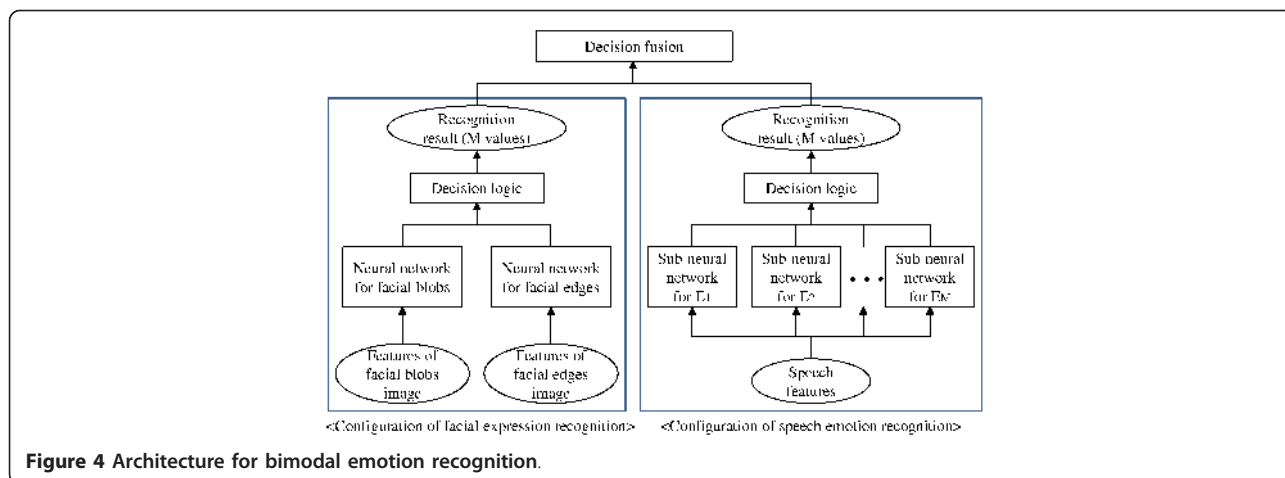 Decision fusion
Recognition
result (M values)
Recognition
result (M values)
Decision logic
Decision logic
Neural network
for facial blobs
Neural network
for facial edges
Sub neural
network
for E1
Sub neural
network
for
Sub neural
network
for EM
Features of
facial blobs
image
Features of
facial edges
image
Speech
features
<Configuration of facial expression recognition>
<Configuration of speech emotion recognition>
Figure 4 Architecture for bimodal emotion recognition.